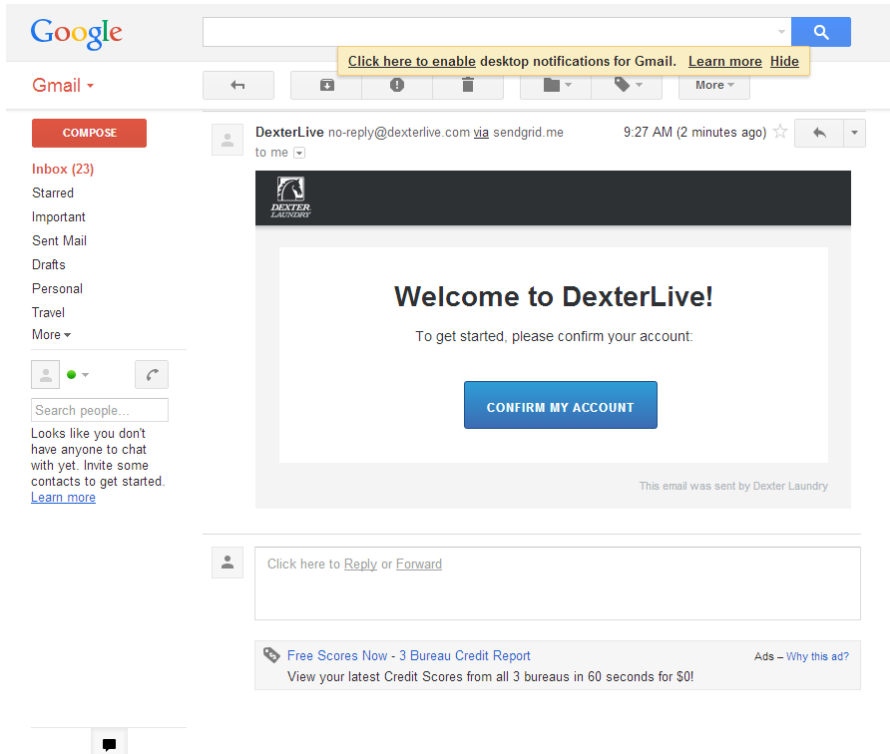 Google
Click here to enable desktop notifications for Gmail. Learn more Hide
Gmail
More
COMPOSE
DexterLive no-reply@dexterlive.com via sendgrid.me 9:27 AM (2 minutes ago)
to me
Inbox (23)
Starred
Important
Sent Mail
Drafts
Personal
Travel
More
DEXTER
LAUNDRY
Welcome to DexterLive!
To get started, please confirm your account:
CONFIRM MY ACCOUNT
This email was sent by Dexter Laundry
Search people...
Looks like you don't
have anyone to chat
with yet. Invite some
contacts to get started.
Learn more
Click here to Reply or Forward
Free Scores Now - 3 Bureau Credit Report Ads – Why this ad?
View your latest Credit Scores from all 3 bureaus in 60 seconds for $0!